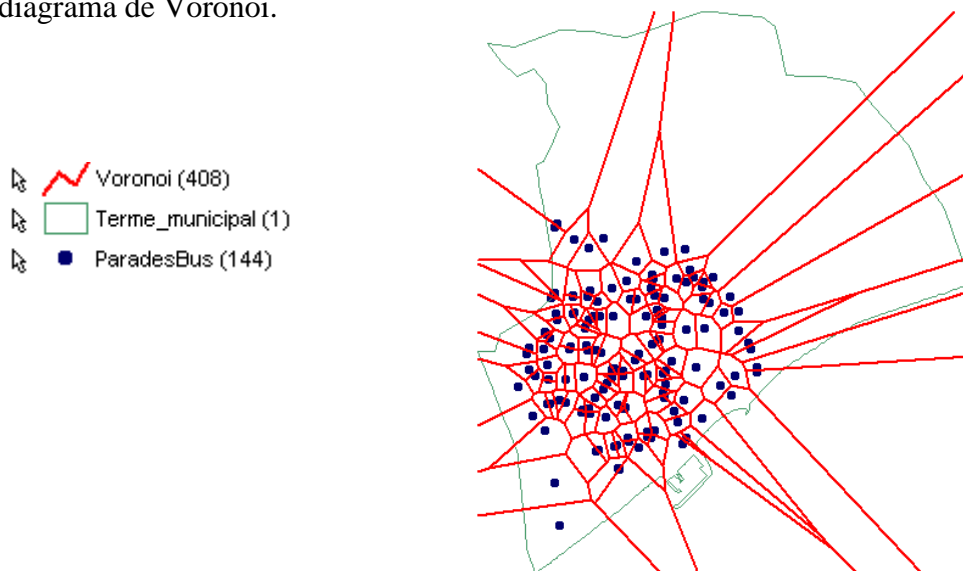 diagrama de Voronoi.
Voronoi (408)
Terme_municipal (1)
ParadesBus (144)